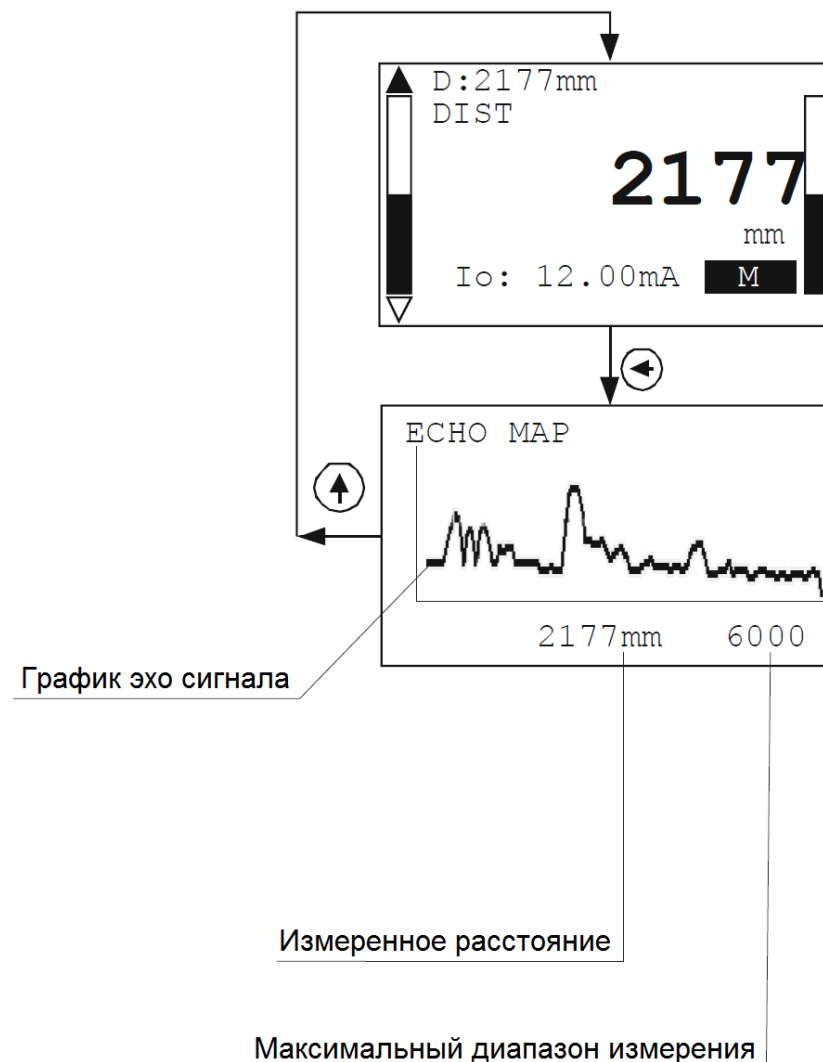 D:2177mm
DIST
2177
mm
Io: 12.00mA M
ECHO MAP
2177mm 6000
График эхо сигнала
Измеренное расстояние
Максимальный диапазон измерения